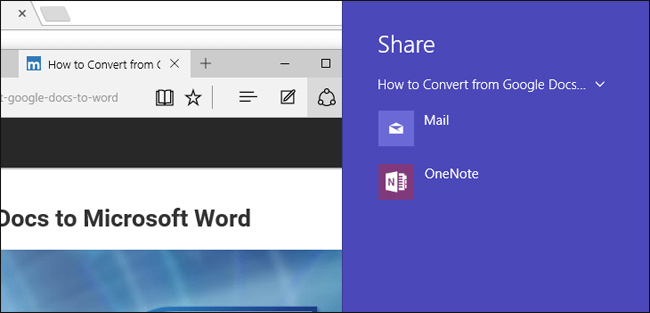 m How to Convert from G
t-google-docs-to-word
Docs to Microsoft Word
Share
How to Convert from Google Docs...
Mail
N OneNote